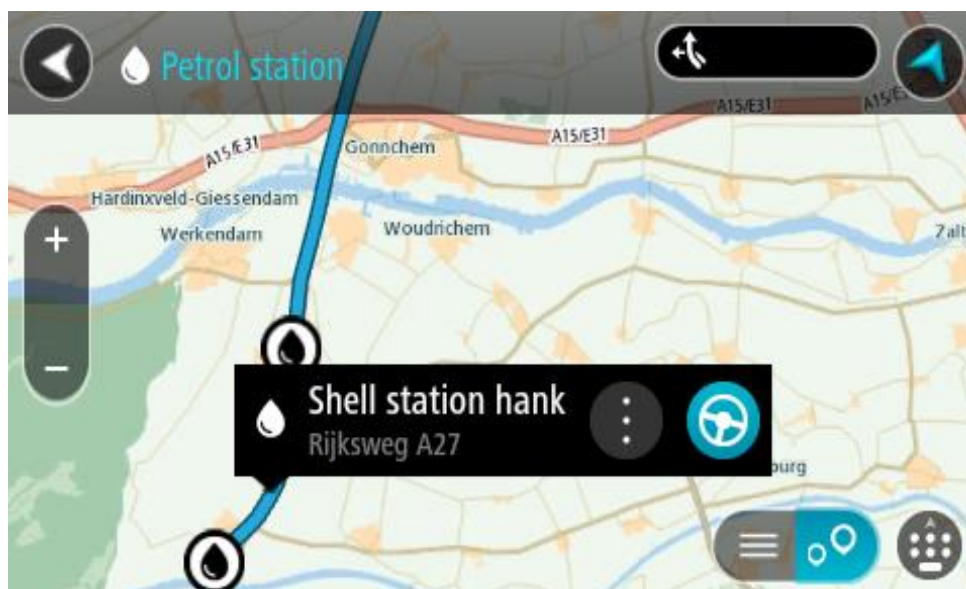 Petrol station
A15/E31
A15/E31
A15/E31
A15/E31
Gonnchem
Hardinxveld-Giessendam
Werkendam
Woudrichem
Zalt
+
−
Shell station hank
Rijksweg A27
burg
A